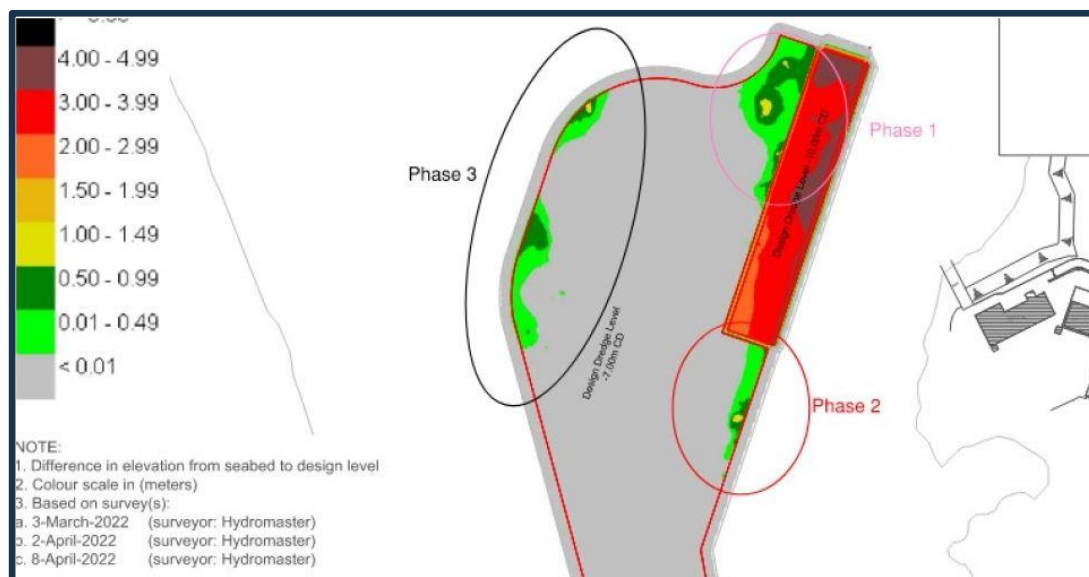 4.00 - 4.99
3.00 - 3.99
2.00 - 2.99
1.50 - 1.99
1.00 - 1.49
0.50 - 0.99
0.01 - 0.49
< 0.01
Phase 3
Phase 1
Phase 2
Design Dredge Level -10.00m CD
Design Dredge Level
-7.00m CD
NOTE:
1. Difference in elevation from seabed to design level
2. Colour scale in (meters)
3. Based on survey(s):
a. 3-March-2022 (surveyor: Hydromaster)
b. 2-April-2022 (surveyor: Hydromaster)
c. 8-April-2022 (surveyor: Hydromaster)